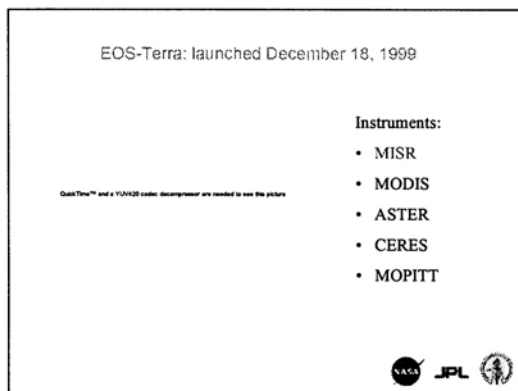 EOS-Terra: launched December 18, 1999
Instruments:
• MISR
• MODIS
• ASTER
• CERES
• MOPITT
QuickTime™ and a YUV420 codec decompressor are needed to see this picture
NASA
JPL